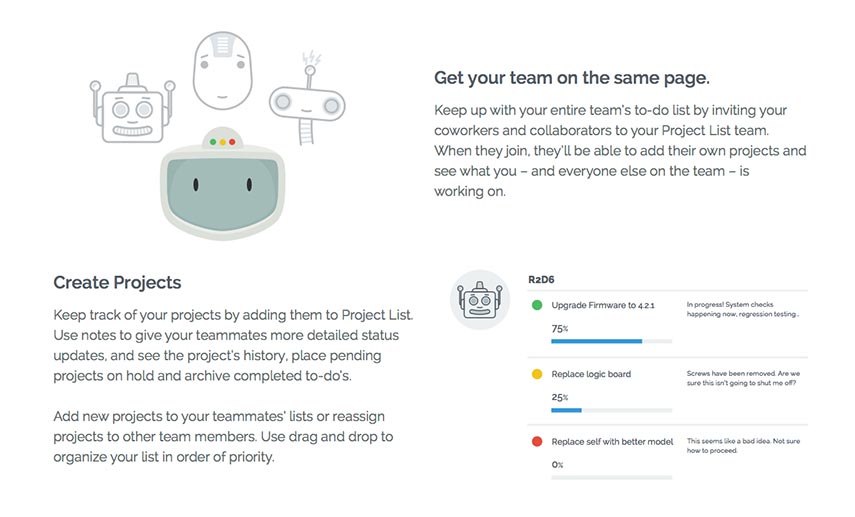 Get your team on the same page.
Keep up with your entire team's to-do list by inviting your
coworkers and collaborators to your Project List team.
When they join, they'll be able to add their own projects and
see what you – and everyone else on the team – is
working on.
Create Projects
Keep track of your projects by adding them to Project List.
Use notes to give your teammates more detailed status
updates, and see the project's history, place pending
projects on hold and archive completed to-do's.
Add new projects to your teammates' lists or reassign
projects to other team members. Use drag and drop to
organize your list in order of priority.
R2D6
Upgrade Firmware to 4.2.1
In progress! System checks
happening now, regression testing...
75%
Replace logic board
Screws have been removed. Are we
sure this isn't going to shut me off?
25%
Replace self with better model
This seems like a bad idea. Not sure
how to proceed.
0%